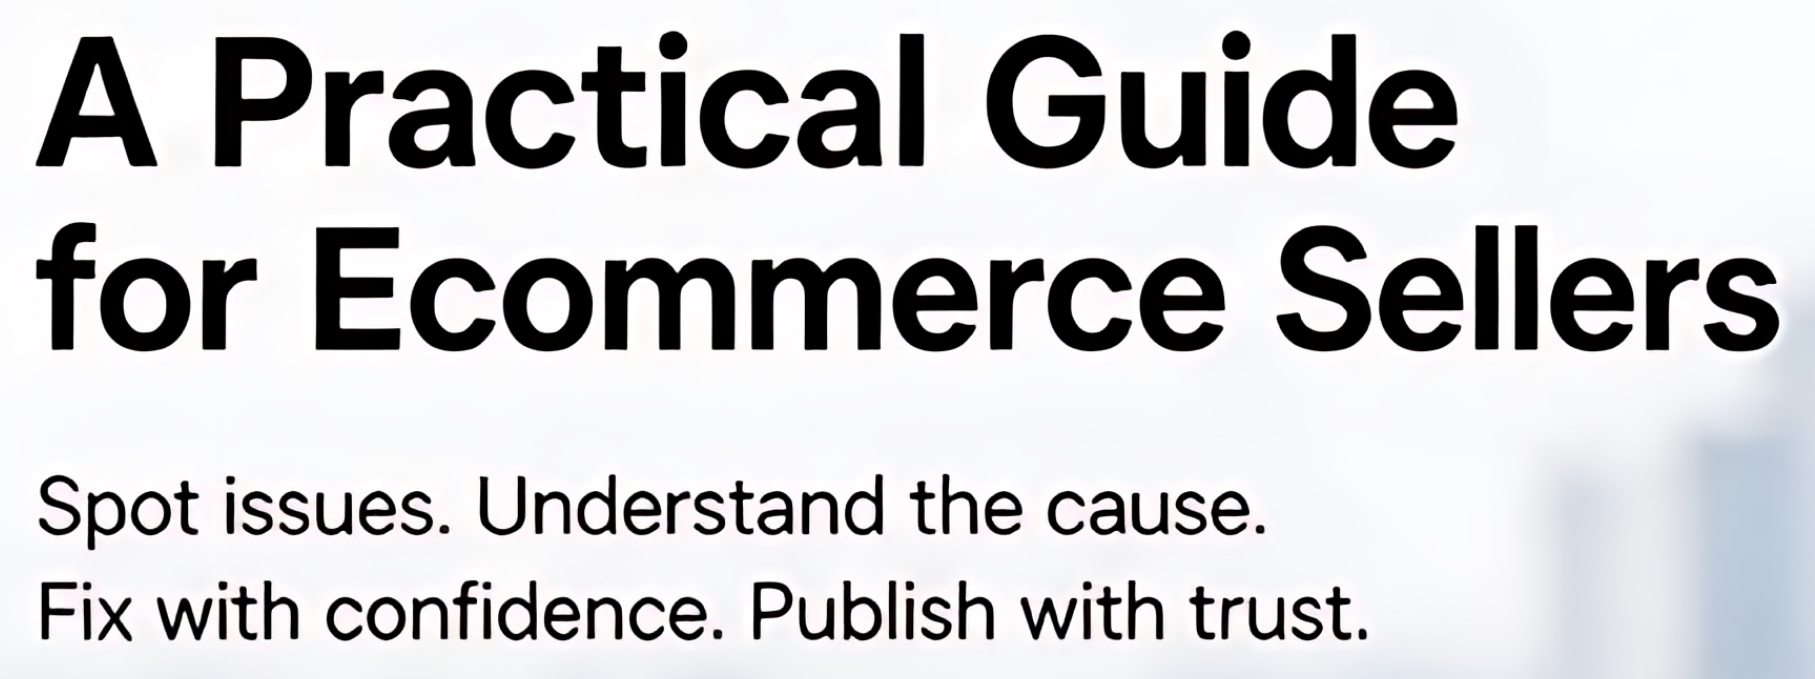 A Practical Guide
for Ecommerce Sellers
Spot issues. Understand the cause.
Fix with confidence. Publish with trust.